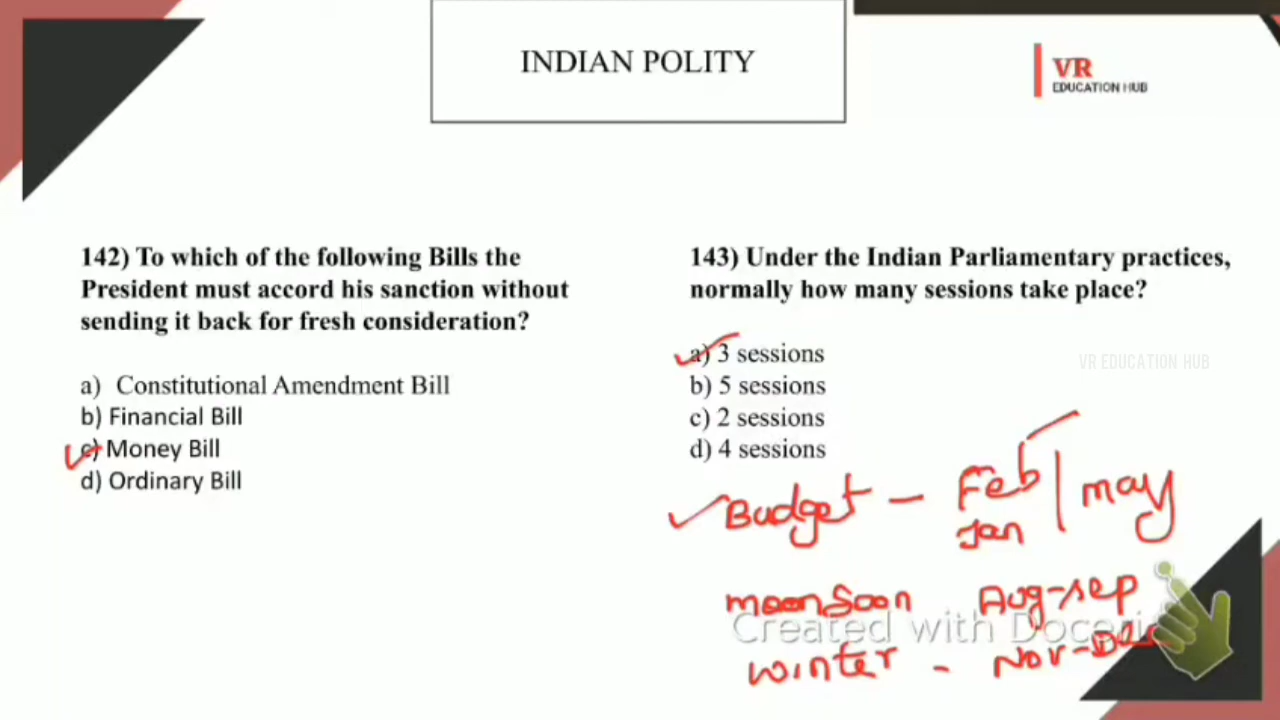 INDIAN POLITY
VR
EDUCATION HUB
142) To which of the following Bills the
President must accord his sanction without
sending it back for fresh consideration?
a) Constitutional Amendment Bill
b) Financial Bill
c) Money Bill
d) Ordinary Bill
143) Under the Indian Parliamentary practices,
normally how many sessions take place?
a) 3 sessions
b) 5 sessions
c) 2 sessions
d) 4 sessions
VR EDUCATION HUB
Budget - Feb | may
Jan
moonsoon Aug-sep
Created with Doceri
winter - Nov-Dec